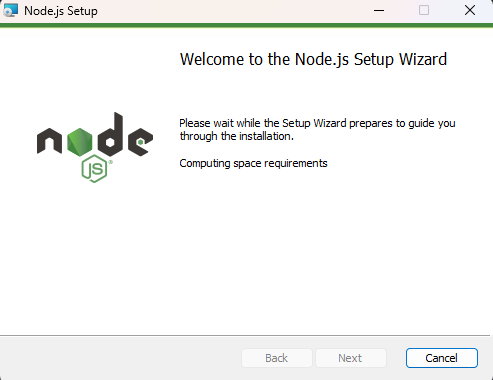 Node.js Setup
Welcome to the Node.js Setup Wizard
node
JS
Please wait while the Setup Wizard prepares to guide you
through the installation.
Computing space requirements
Back
Next
Cancel